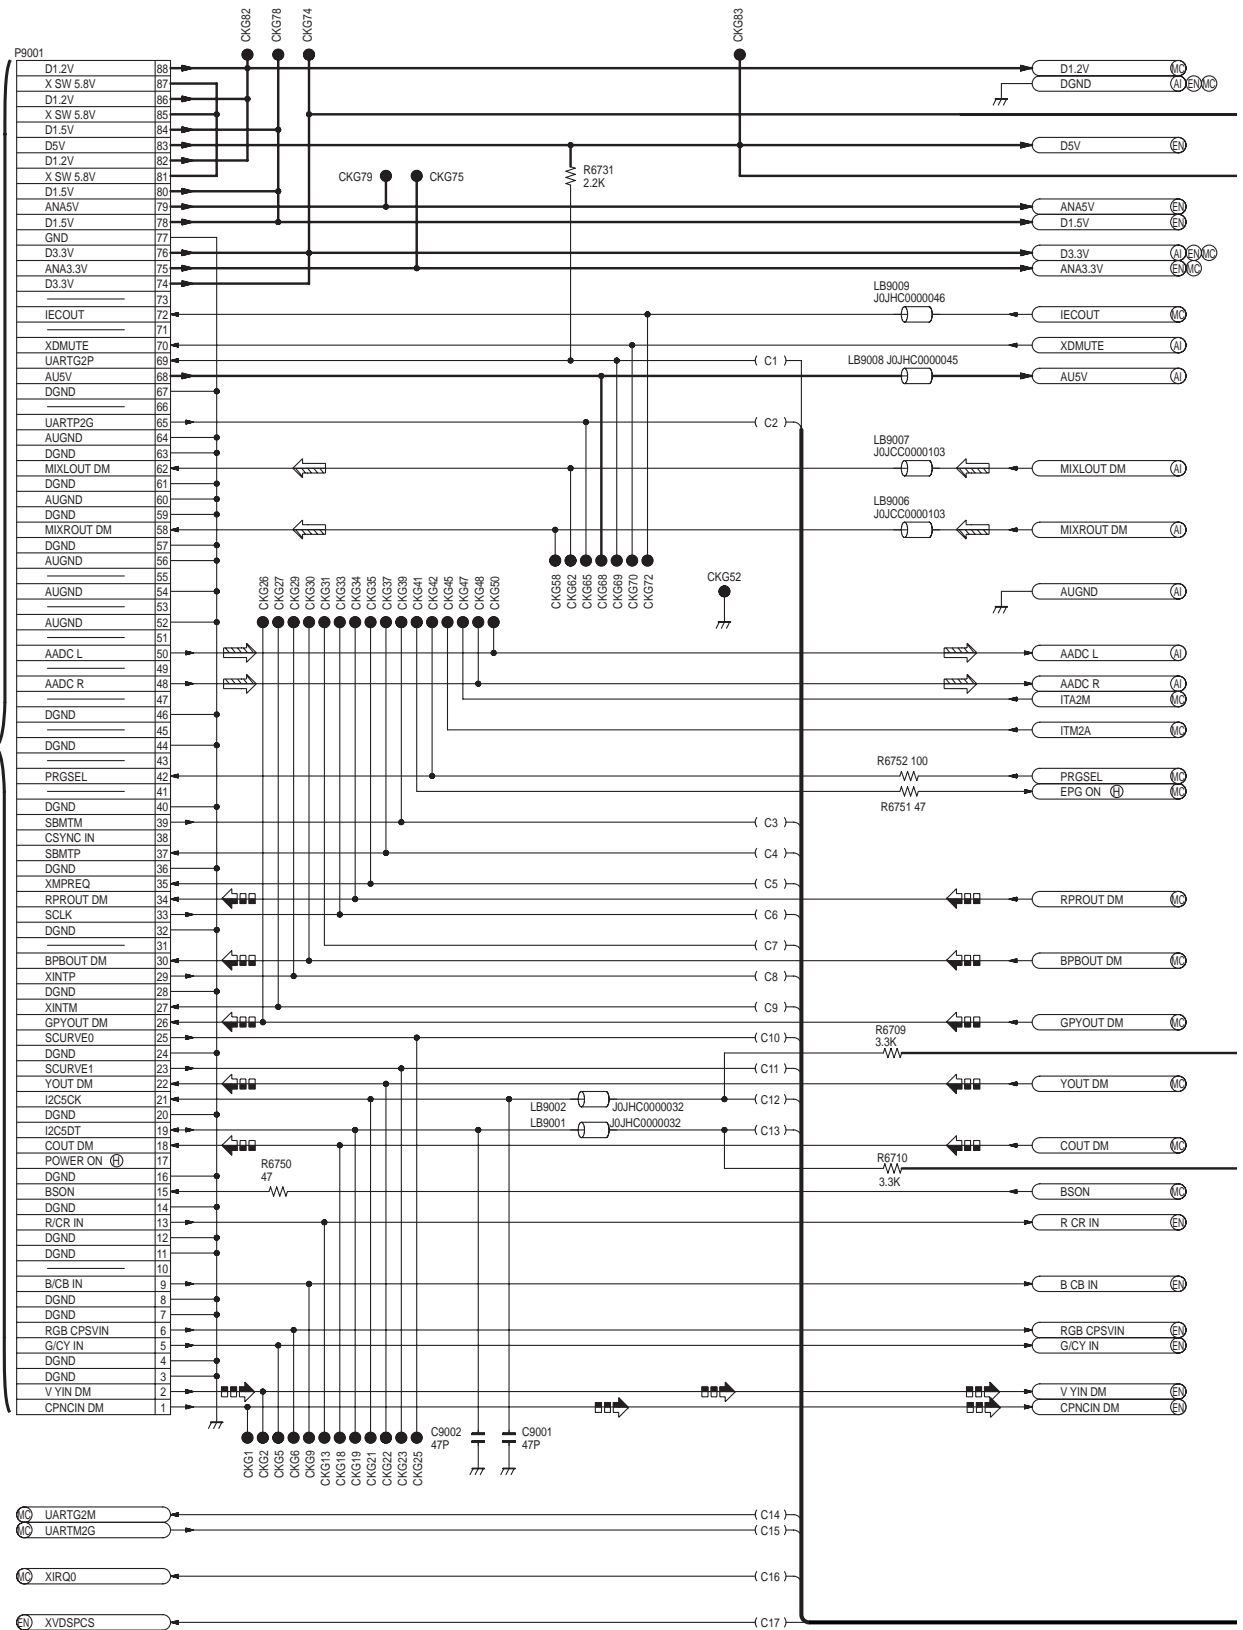 CKG82 CKG78 CKG74 CKG83
P9001
D1.2V 88 D1.2V MC
X SW 5.8V 87 DGND AI EN MC
D1.2V 86
X SW 5.8V 85
D1.5V 84
D5V 83 D5V EN
D1.2V 82
R6731
2.2K
X SW 5.8V 81 CKG79 CKG75
D1.5V 80
ANA5V 79 ANA5V EN
D1.5V 78 D1.5V EN
GND 77
D3.3V 76 D3.3V AI EN MC
ANA3.3V 75 ANA3.3V EN MC
D3.3V 74
73
LB9009
J0JHC0000046
IECOUT 72 IECOUT MC
71
XDMUTE 70 XDMUTE AI
UARTG2P 69 C1 LB9008 J0JHC0000045
AU5V 68 AU5V AI
DGND 67
66
UARTP2G 65 C2
AUGND 64
DGND 63
LB9007
J0JCC0000103
MIXLOUT DM 62 MIXLOUT DM AI
DGND 61
AUGND 60
DGND 59
LB9006
J0JCC0000103
MIXROUT DM 58 MIXROUT DM AI
DGND 57
AUGND 56
55
CKG58 CKG62 CKG65 CKG68 CKG69 CKG70 CKG72
CKG52
CKG26 CKG27 CKG29 CKG30 CKG31 CKG33 CKG34 CKG35 CKG37 CKG39 CKG41 CKG42 CKG45 CKG47 CKG48 CKG50
AUGND 54 AUGND AI
53
AUGND 52
51
AADC L 50 AADC L AI
49
AADC R 48 AADC R AI
47 ITA2M MC
DGND 46
45 ITM2A MC
DGND 44
43
R6752 100
PRGSEL 42 PRGSEL MC
41 EPG ON H MC
R6751 47
DGND 40
SBMTM 39 C3
CSYNC IN 38
SBMTP 37 C4
DGND 36
XMPREQ 35 C5
RPROUT DM 34 RPROUT DM MC
SCLK 33 C6
DGND 32
31 C7
BPBOUT DM 30 BPBOUT DM MC
XINTP 29 C8
DGND 28
XINTM 27 C9
GPYOUT DM 26 GPYOUT DM MC
SCURVE0 25 C10
R6709
3.3K
DGND 24
SCURVE1 23 C11
YOUT DM 22 YOUT DM MC
I2C5CK 21 LB9002 J0JHC0000032 C12
DGND 20
I2C5DT 19 LB9001 J0JHC0000032 C13
COUT DM 18 COUT DM MC
POWER ON H 17
R6750
47
R6710
3.3K
DGND 16
BSON 15 BSON MC
DGND 14
R/CR IN 13 R CR IN EN
DGND 12
DGND 11
10
B/CB IN 9 B CB IN EN
DGND 8
DGND 7
RGB CPSVIN 6 RGB CPSVIN EN
G/CY IN 5 G/CY IN EN
DGND 4
DGND 3
V YIN DM 2 V YIN DM EN
CPNCIN DM 1 CPNCIN DM EN
C9002
47P
C9001
47P
CKG1 CKG2 CKG5 CKG6 CKG9 CKG13 CKG18 CKG19 CKG21 CKG22 CKG23 CKG25
MC UARTG2M C14
MC UARTM2G C15
MC XIRQ0 C16
EN XVDSPCS C17